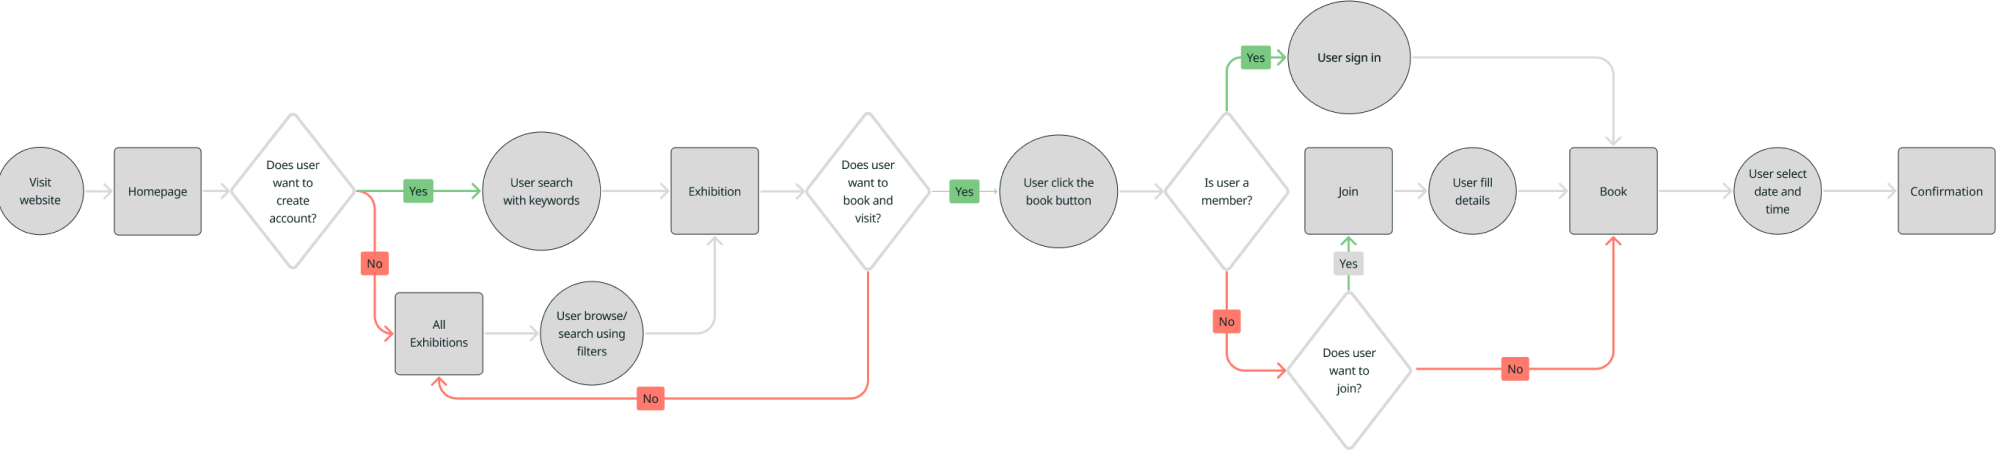 Visit
website
Homepage
Does user
want to
create
account?
Yes
No
User search
with keywords
All
Exhibitions
User browse/
search using
filters
Exhibition
Does user
want to
book and
visit?
No
Yes
User click the
book button
Is user a
member?
Yes
User sign in
No
Does user
want to
join?
Yes
Join
User fill
details
No
Book
User select
date and
time
Confirmation